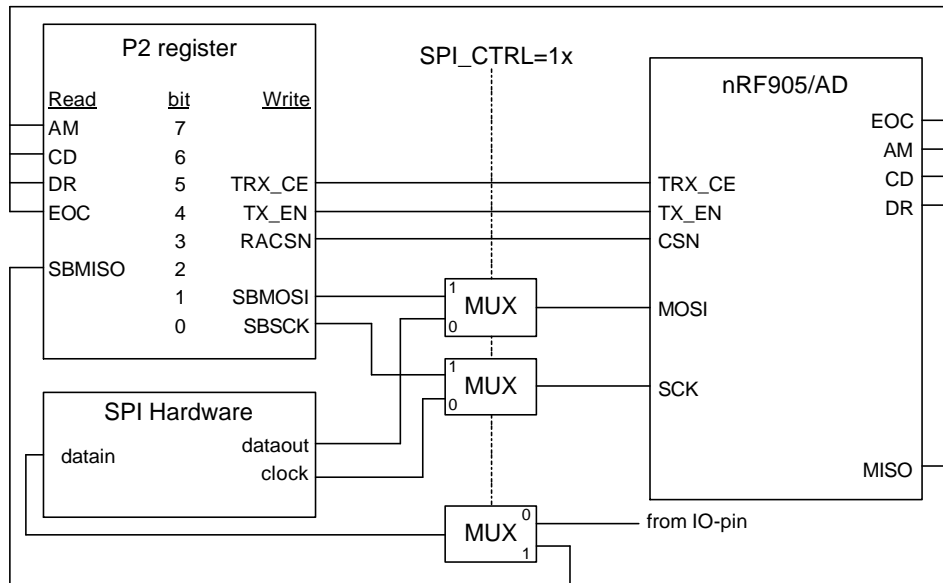 P2 register
Read bit Write
AM 7
CD 6
DR 5 TRX_CE
EOC 4 TX_EN
3 RACSN
SBMISO 2
1 SBMOSI
0 SBSCK
SPI Hardware
dataout
datain
clock
SPI_CTRL=1x
1
MUX
0
1
MUX
0
0
MUX
1
from IO-pin
nRF905/AD
EOC
AM
CD
TRX_CE
DR
TX_EN
CSN
MOSI
SCK
MISO